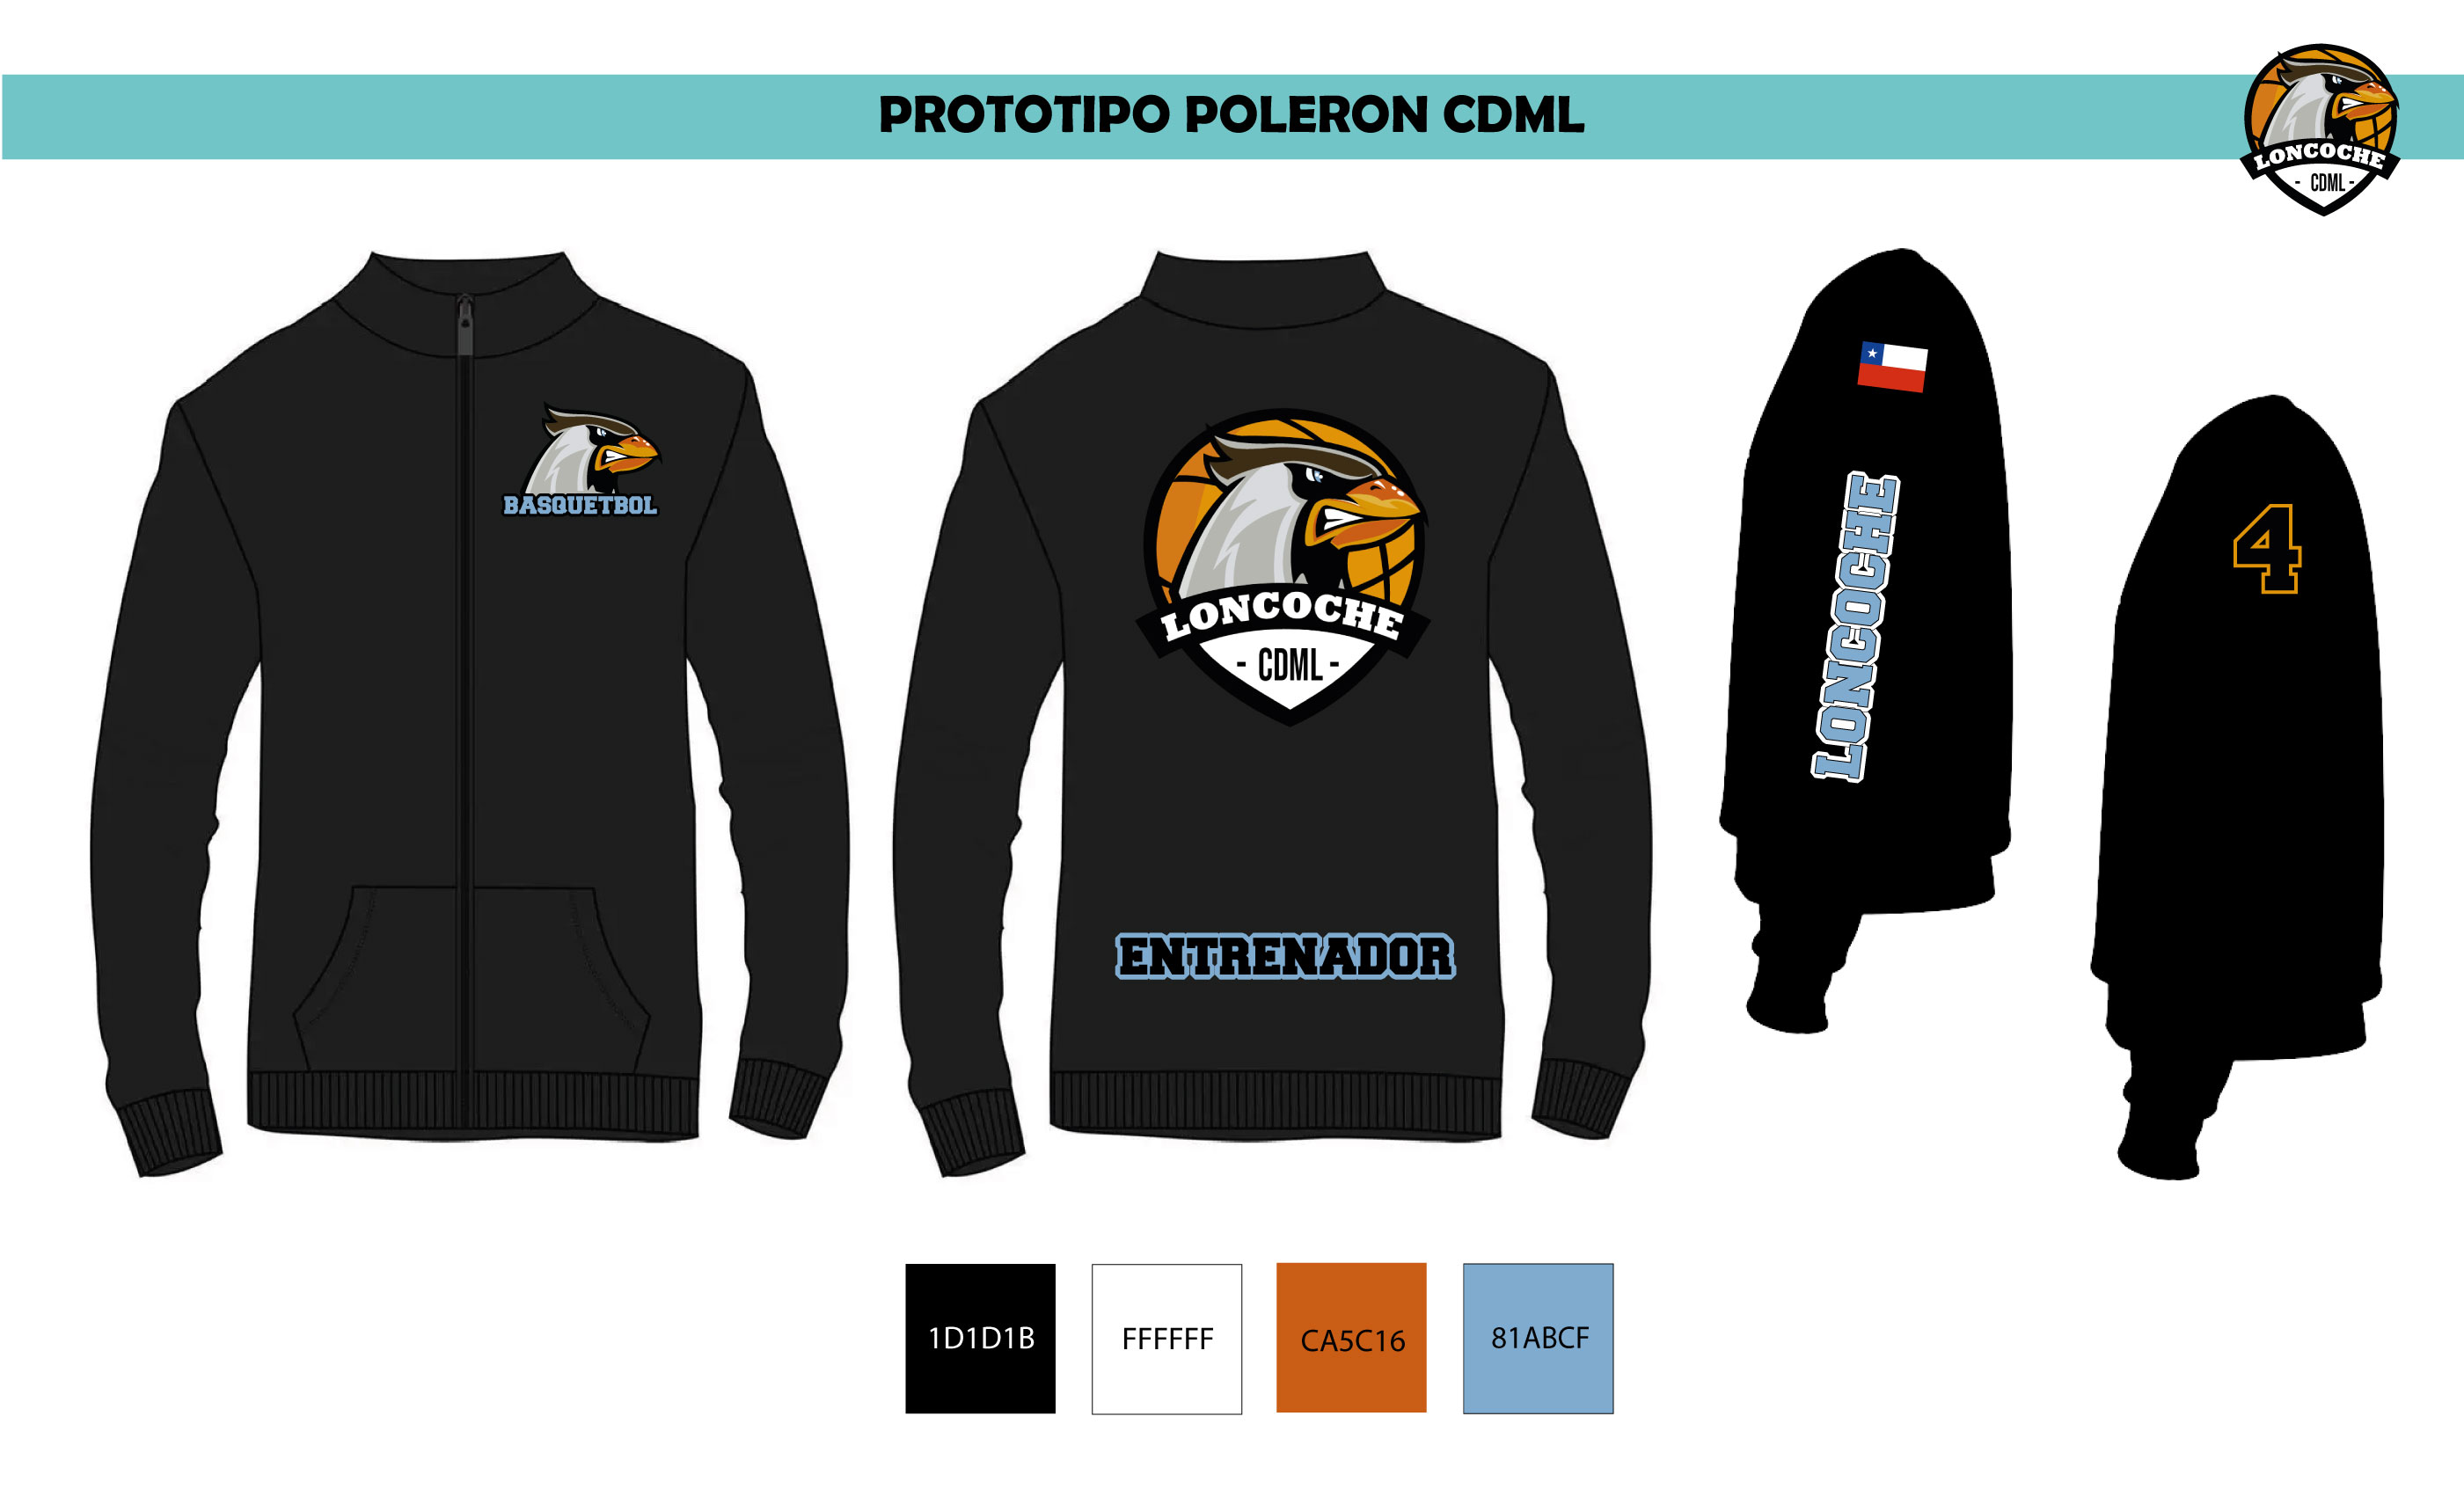 PROTOTIPO POLERON CDML
LONCOCHE
- CDML -
BASQUETBOL
LONCOCHE
- CDML -
ENTRENADOR
LONCOCHE
4
1D1D1B
FFFFFF
CA5C16
81ABCF